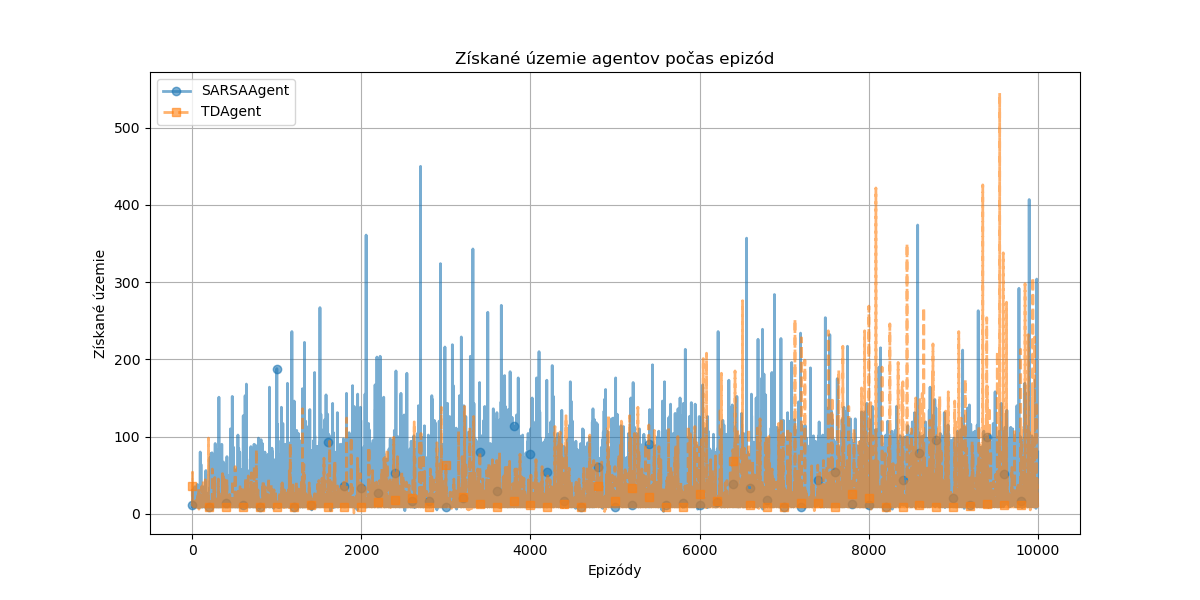 Získané územie agentov počas epizód
SARSAAgent
TDAgent
Získané územie
500
400
300
200
100
0
0 2000 4000 6000 8000 10000
Epizódy